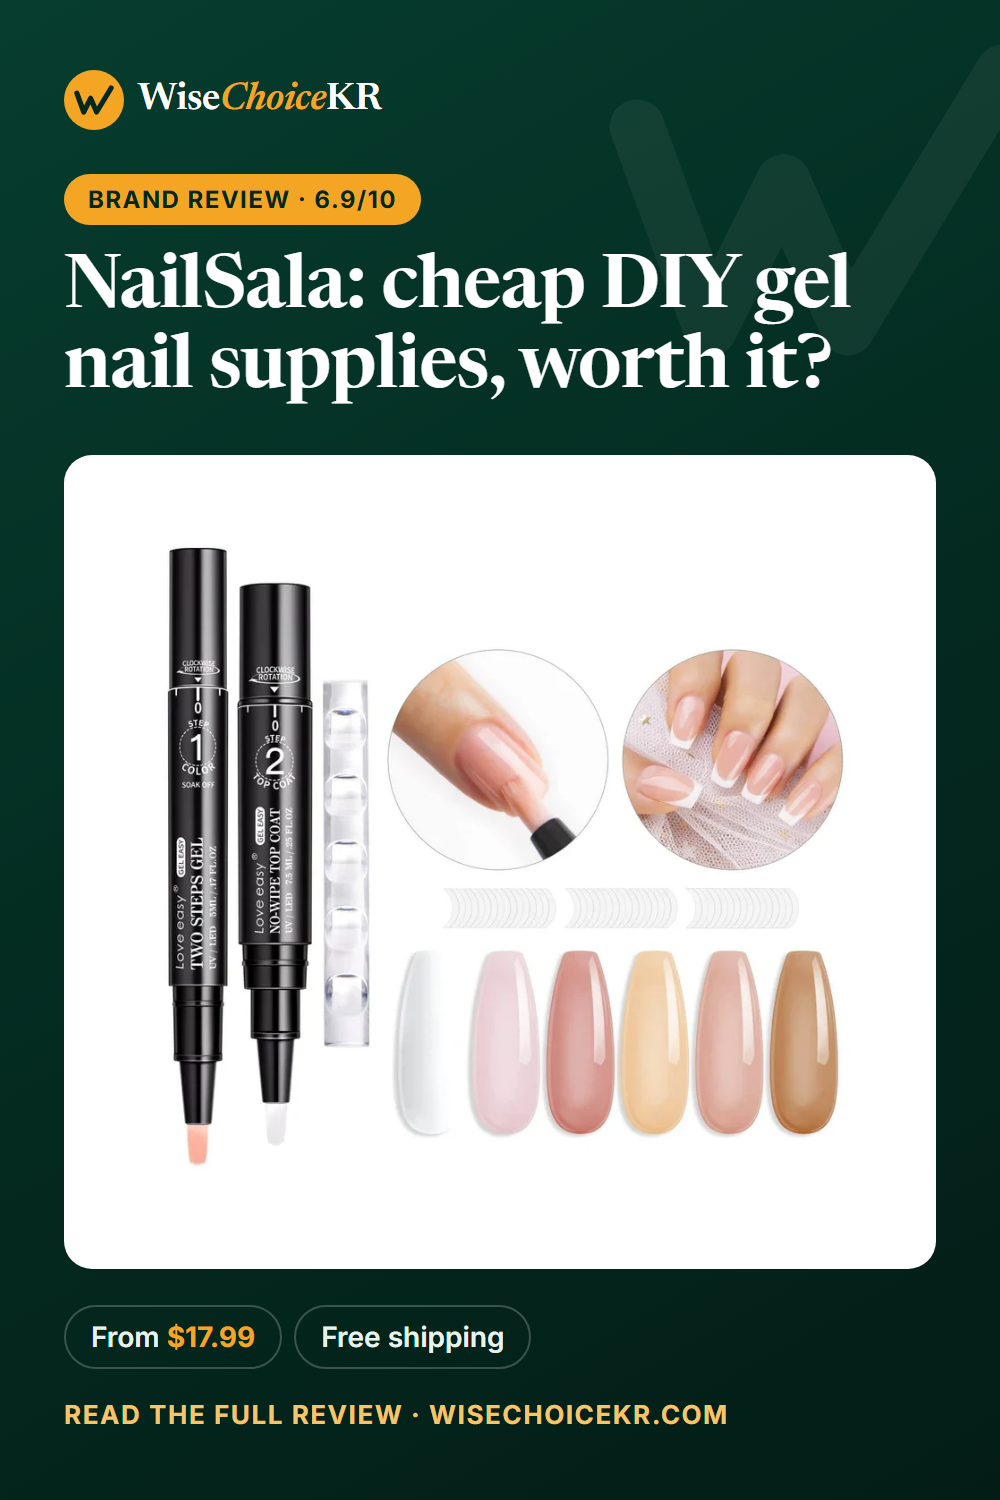 WiseChoiceKR
BRAND REVIEW · 6.9/10
NailSala: cheap DIY gel
nail supplies, worth it?
CLOCKWISE
ROTATION
0
STEP
1
COLOR
SOAK OFF
Love easy® GEL EASY
TWO STEPS GEL
UV / LED 5ML / .17 FL.OZ
CLOCKWISE
ROTATION
0
STEP
2
TOP COAT
Love easy® GEL EASY
NO-WIPE TOP COAT
UV / LED 7.5 ML / .25 FL.OZ
From $17.99
Free shipping
READ THE FULL REVIEW · WISECHOICEKR.COM